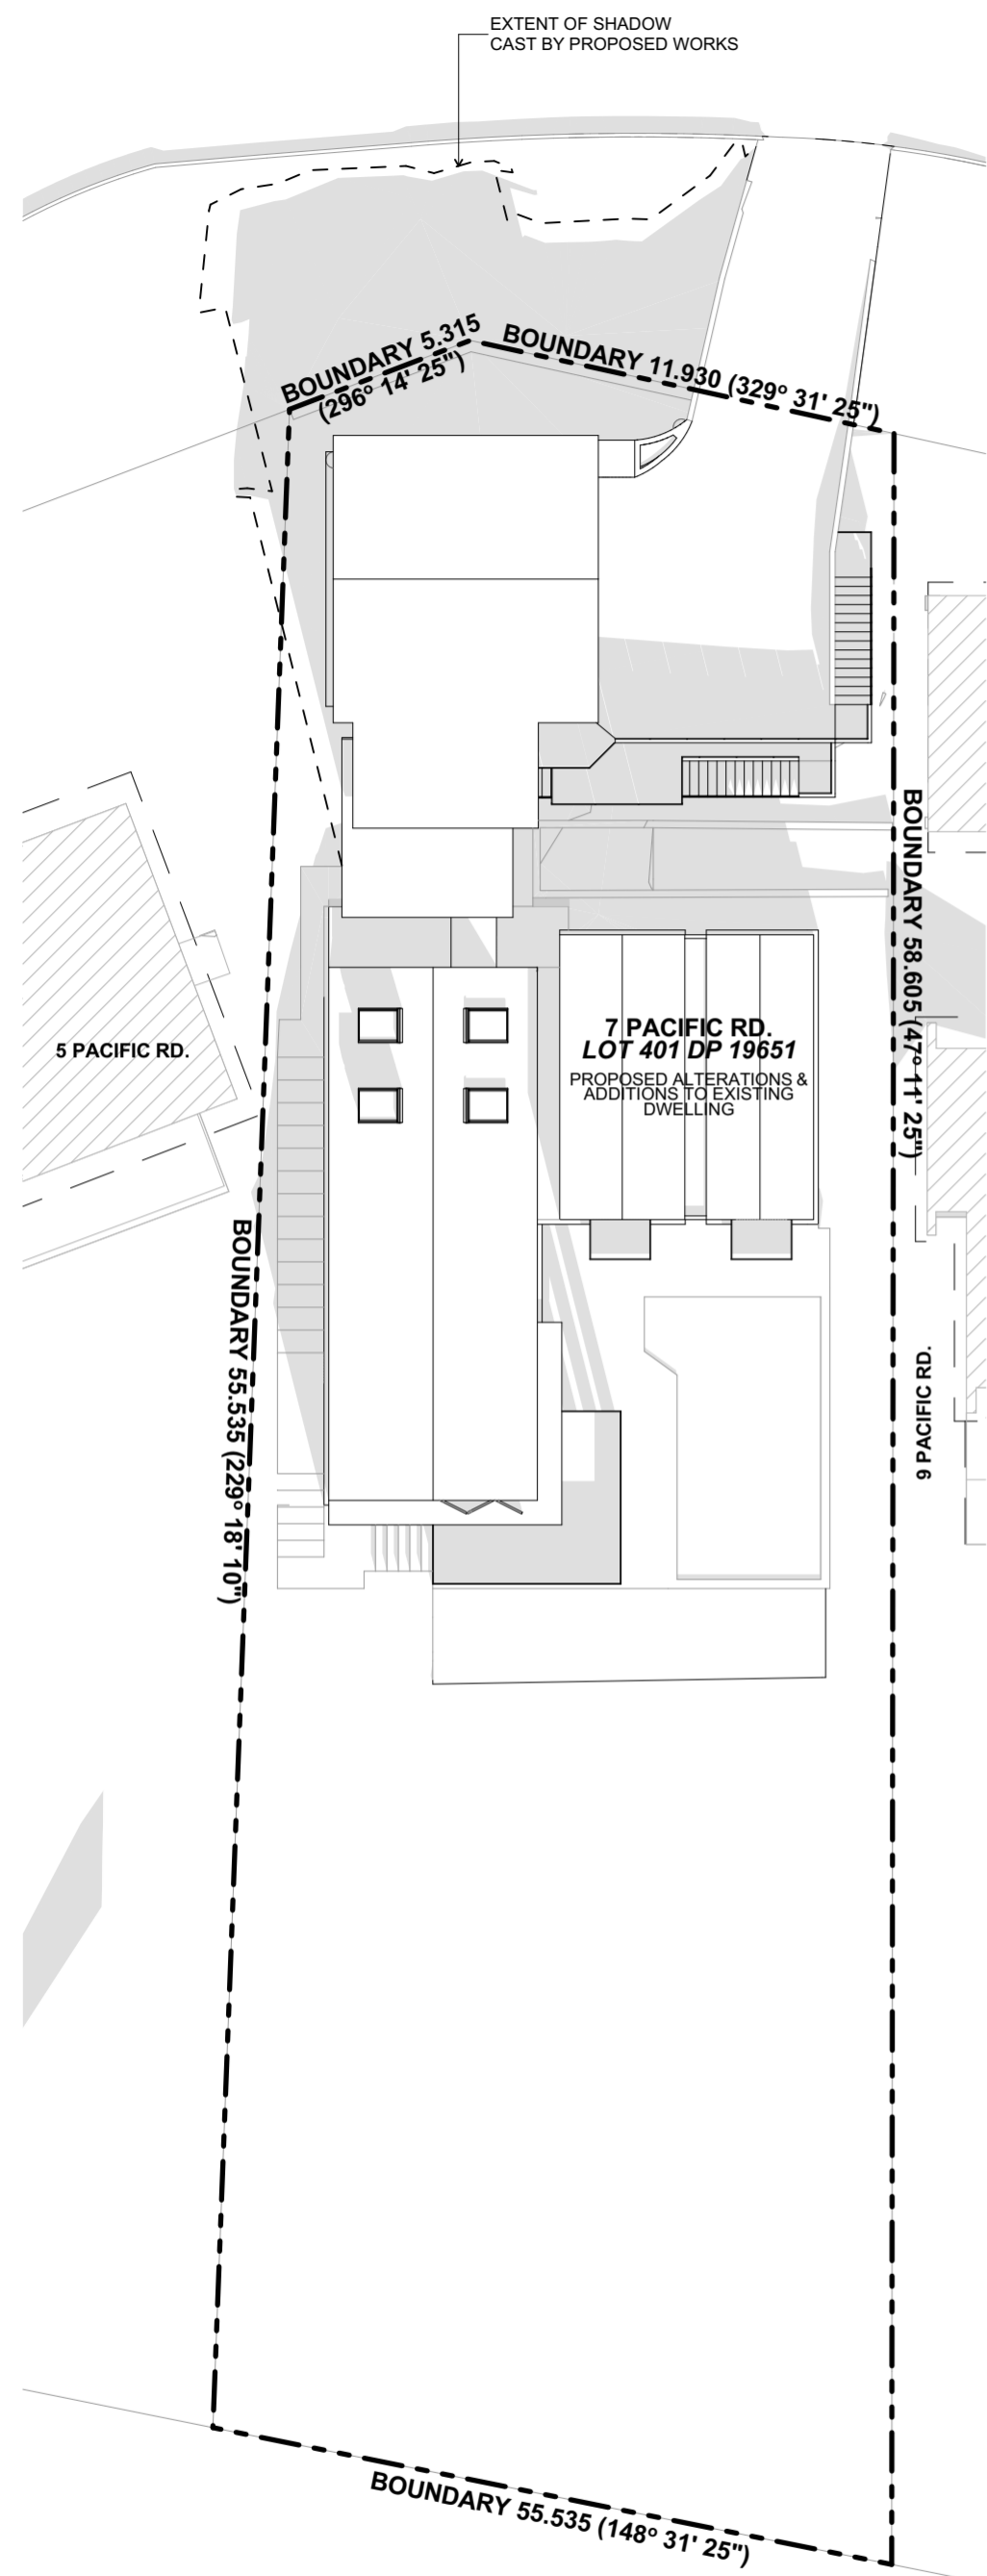 EXTENT OF SHADOW
CAST BY PROPOSED WORKS
BOUNDARY 5.315
(296° 14' 25")
BOUNDARY 11.930 (329° 31' 25")
BOUNDARY 58.605 (47° 11' 25")
5 PACIFIC RD.
7 PACIFIC RD.
LOT 401 DP 19651
PROPOSED ALTERATIONS &
ADDITIONS TO EXISTING
DWELLING
BOUNDARY 55.535 (229° 18' 10")
9 PACIFIC RD.
BOUNDARY 55.535 (148° 31' 25")